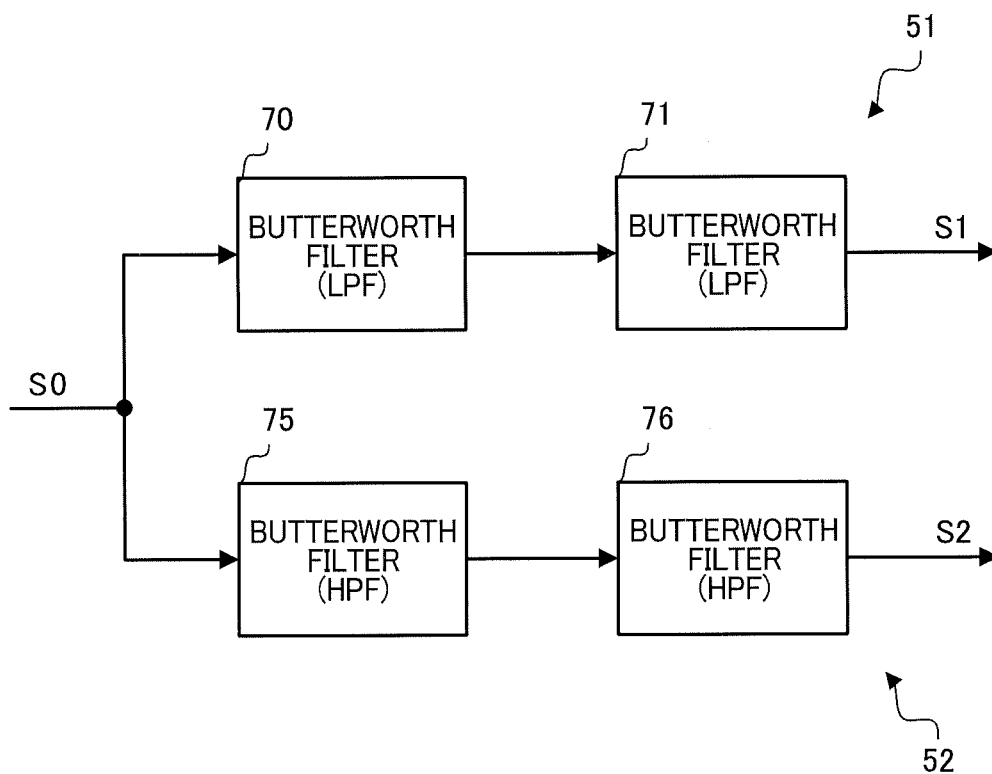 51
70
71
BUTTERWORTH
FILTER
(LPF)
BUTTERWORTH
FILTER
(LPF)
S1
S0
75
76
BUTTERWORTH
FILTER
(HPF)
BUTTERWORTH
FILTER
(HPF)
S2
52